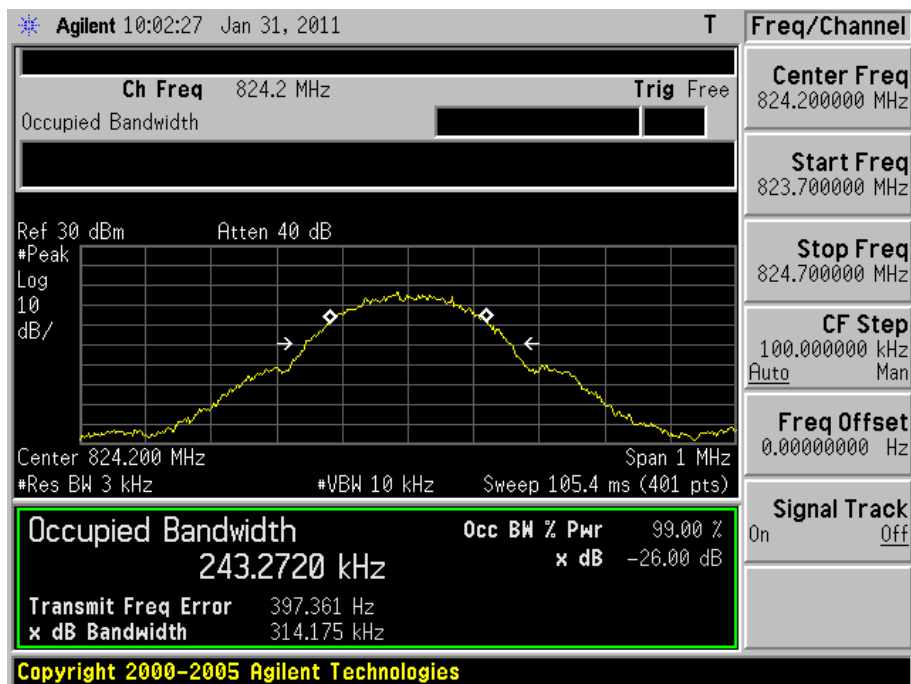 Agilent 10:02:27 Jan 31, 2011 T
Freq/Channel
Ch Freq 824.2 MHz Trig Free
Occupied Bandwidth
Center Freq
824.200000 MHz
Start Freq
823.700000 MHz
Stop Freq
824.700000 MHz
CF Step
100.000000 kHz
Auto Man
Freq Offset
0.00000000 Hz
Signal Track
On Off
Ref 30 dBm Atten 40 dB
#Peak
Log
10
dB/
Center 824.200 MHz Span 1 MHz
#Res BW 3 kHz #VBW 10 kHz Sweep 105.4 ms (401 pts)
Occupied Bandwidth Occ BW % Pwr 99.00 %
243.2720 kHz x dB -26.00 dB
Transmit Freq Error 397.361 Hz
x dB Bandwidth 314.175 kHz
Copyright 2000-2005 Agilent Technologies